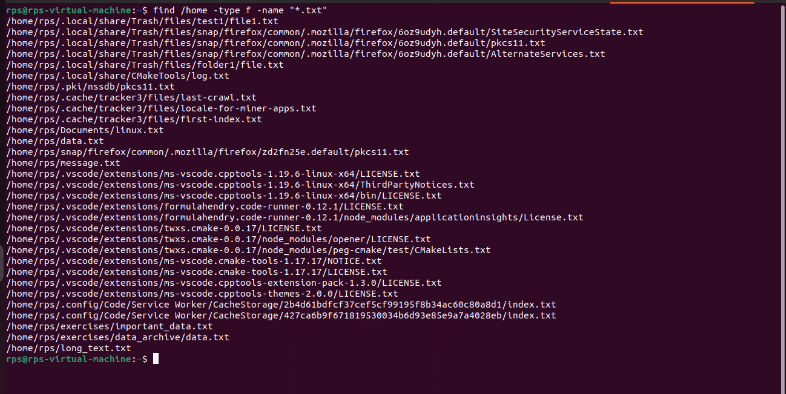 rps@rps-virtual-machine:~$ find /home -type f -name "*.txt"
/home/rps/.local/share/Trash/files/test1/file1.txt
/home/rps/.local/share/Trash/files/snap/firefox/common/.mozilla/firefox/6oz9udyh.default/SiteSecurityServiceState.txt
/home/rps/.local/share/Trash/files/snap/firefox/common/.mozilla/firefox/6oz9udyh.default/pkcs11.txt
/home/rps/.local/share/Trash/files/snap/firefox/common/.mozilla/firefox/6oz9udyh.default/AlternateServices.txt
/home/rps/.local/share/Trash/files/folder1/file.txt
/home/rps/.local/share/CMakeTools/log.txt
/home/rps/.pki/nssdb/pkcs11.txt
/home/rps/.cache/tracker3/files/last-crawl.txt
/home/rps/.cache/tracker3/files/locale-for-miner-apps.txt
/home/rps/.cache/tracker3/files/first-index.txt
/home/rps/Documents/linux.txt
/home/rps/data.txt
/home/rps/snap/firefox/common/.mozilla/firefox/zd2fn25e.default/pkcs11.txt
/home/rps/message.txt
/home/rps/.vscode/extensions/ms-vscode.cpptools-1.19.6-linux-x64/LICENSE.txt
/home/rps/.vscode/extensions/ms-vscode.cpptools-1.19.6-linux-x64/ThirdPartyNotices.txt
/home/rps/.vscode/extensions/ms-vscode.cpptools-1.19.6-linux-x64/bin/LICENSE.txt
/home/rps/.vscode/extensions/formulahendry.code-runner-0.12.1/LICENSE.txt
/home/rps/.vscode/extensions/formulahendry.code-runner-0.12.1/node_modules/applicationinsights/License.txt
/home/rps/.vscode/extensions/twxs.cmake-0.0.17/LICENSE.txt
/home/rps/.vscode/extensions/twxs.cmake-0.0.17/node_modules/opener/LICENSE.txt
/home/rps/.vscode/extensions/twxs.cmake-0.0.17/node_modules/peg-cmake/test/CMakeLists.txt
/home/rps/.vscode/extensions/ms-vscode.cmake-tools-1.17.17/NOTICE.txt
/home/rps/.vscode/extensions/ms-vscode.cmake-tools-1.17.17/LICENSE.txt
/home/rps/.vscode/extensions/ms-vscode.cpptools-extension-pack-1.3.0/LICENSE.txt
/home/rps/.vscode/extensions/ms-vscode.cpptools-themes-2.0.0/LICENSE.txt
/home/rps/.config/Code/Service Worker/CacheStorage/2b4d61bdfcf37cef5cf99195f8b34ac60c80a8d1/index.txt
/home/rps/.config/Code/Service Worker/CacheStorage/427ca6b9f671819530034b6d93e85e9a7a4028eb/index.txt
/home/rps/exercises/important_data.txt
/home/rps/exercises/data_archive/data.txt
/home/rps/long_text.txt
rps@rps-virtual-machine:~$